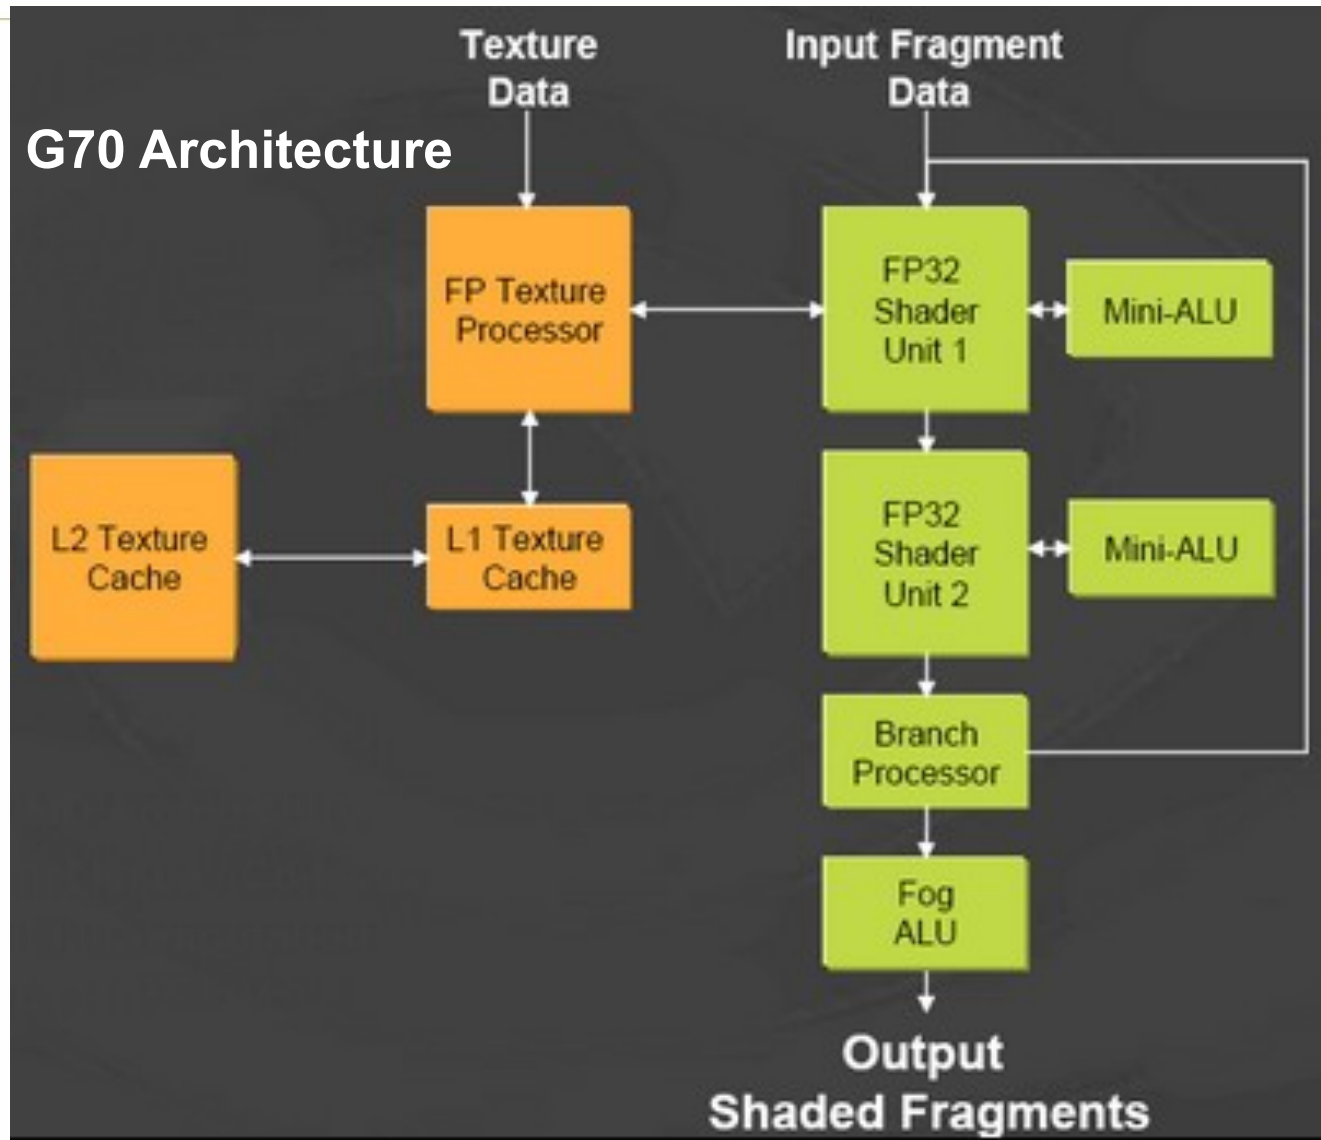 Texture
Data
Input Fragment
Data
G70 Architecture
FP Texture
Processor
FP32
Shader
Unit 1
Mini-ALU
L2 Texture
Cache
L1 Texture
Cache
FP32
Shader
Unit 2
Mini-ALU
Branch
Processor
Fog
ALU
Output
Shaded Fragments